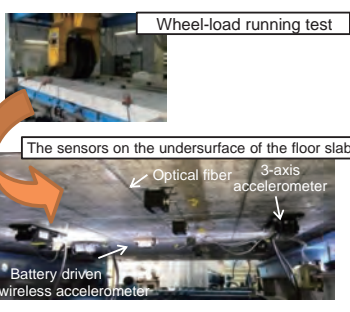 Wheel-load running test
The sensors on the undersurface of the floor slab
Optical fiber
3-axis
accelerometer
Battery driven
wireless accelerometer